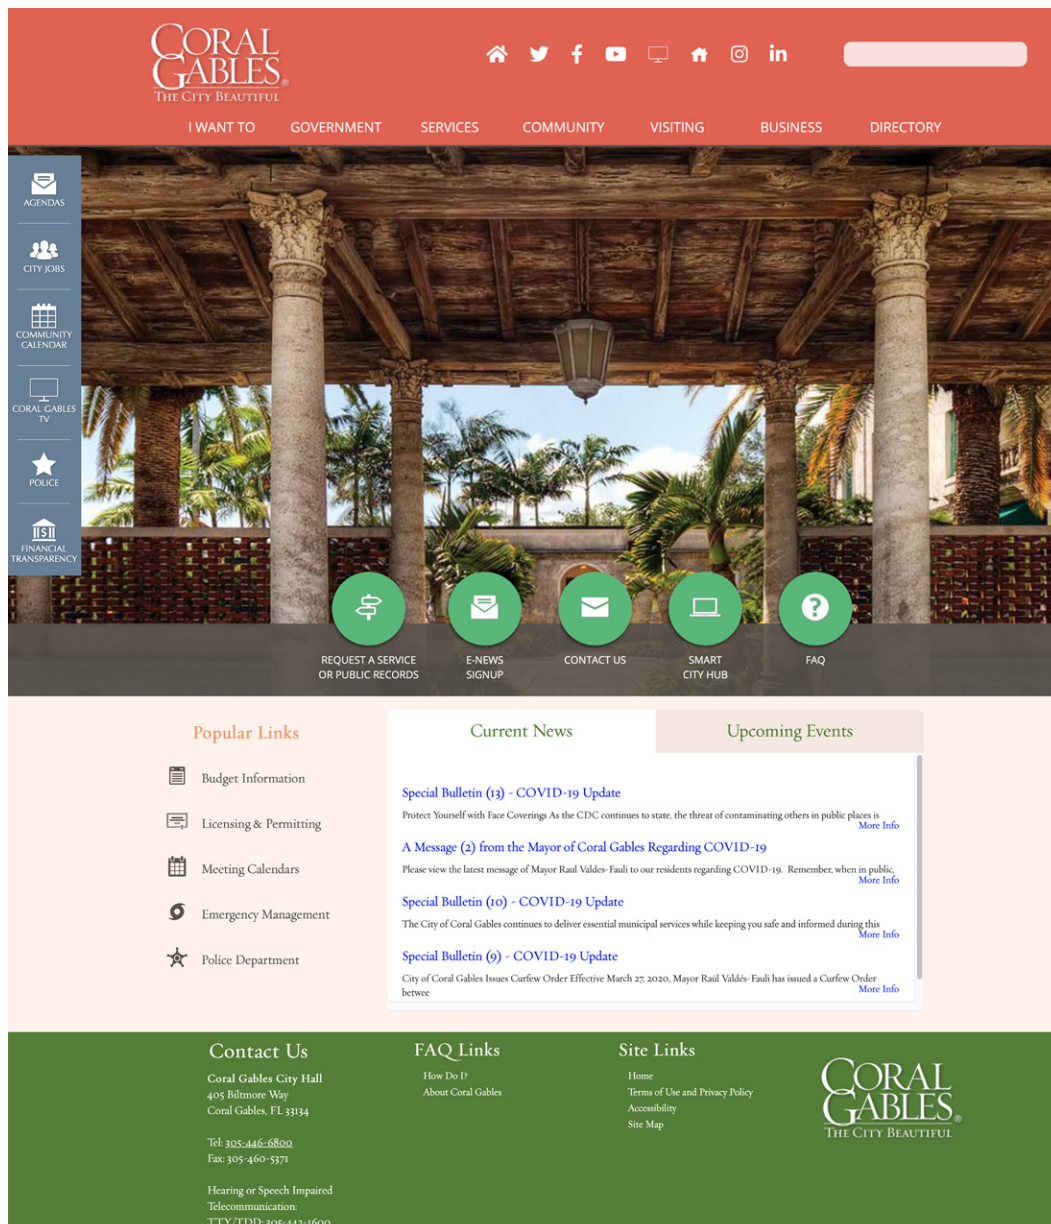 CORAL
GABLES®
THE CITY BEAUTIFUL
I WANT TO GOVERNMENT SERVICES COMMUNITY VISITING BUSINESS DIRECTORY
AGENDAS
CITY JOBS
COMMUNITY
CALENDAR
CORAL GABLES
TV
POLICE
FINANCIAL
TRANSPARENCY
REQUEST A SERVICE
OR PUBLIC RECORDS
E-NEWS
SIGNUP
CONTACT US
SMART
CITY HUB
FAQ
Popular Links
Budget Information
Licensing & Permitting
Meeting Calendars
Emergency Management
Police Department
Current News
Upcoming Events
Special Bulletin (13) - COVID-19 Update
Protect Yourself with Face Coverings As the CDC continues to state, the threat of contaminating others in public places is
More Info
A Message (2) from the Mayor of Coral Gables Regarding COVID-19
Please view the latest message of Mayor Raul Valdes-Fauli to our residents regarding COVID-19. Remember, when in public,
More Info
Special Bulletin (10) - COVID-19 Update
The City of Coral Gables continues to deliver essential municipal services while keeping you safe and informed during this
More Info
Special Bulletin (9) - COVID-19 Update
City of Coral Gables Issues Curfew Order Effective March 27, 2020, Mayor Raúl Valdés-Fauli has issued a Curfew Order
betwee
More Info
Contact Us
Coral Gables City Hall
405 Biltmore Way
Coral Gables, FL 33134
Tel: 305-446-6800
Fax: 305-460-5371
Hearing or Speech Impaired
Telecommunication:
TTY/TDD: 305-442-1600
FAQ Links
How Do I?
About Coral Gables
Site Links
Home
Terms of Use and Privacy Policy
Accessibility
Site Map
CORAL
GABLES®
THE CITY BEAUTIFUL